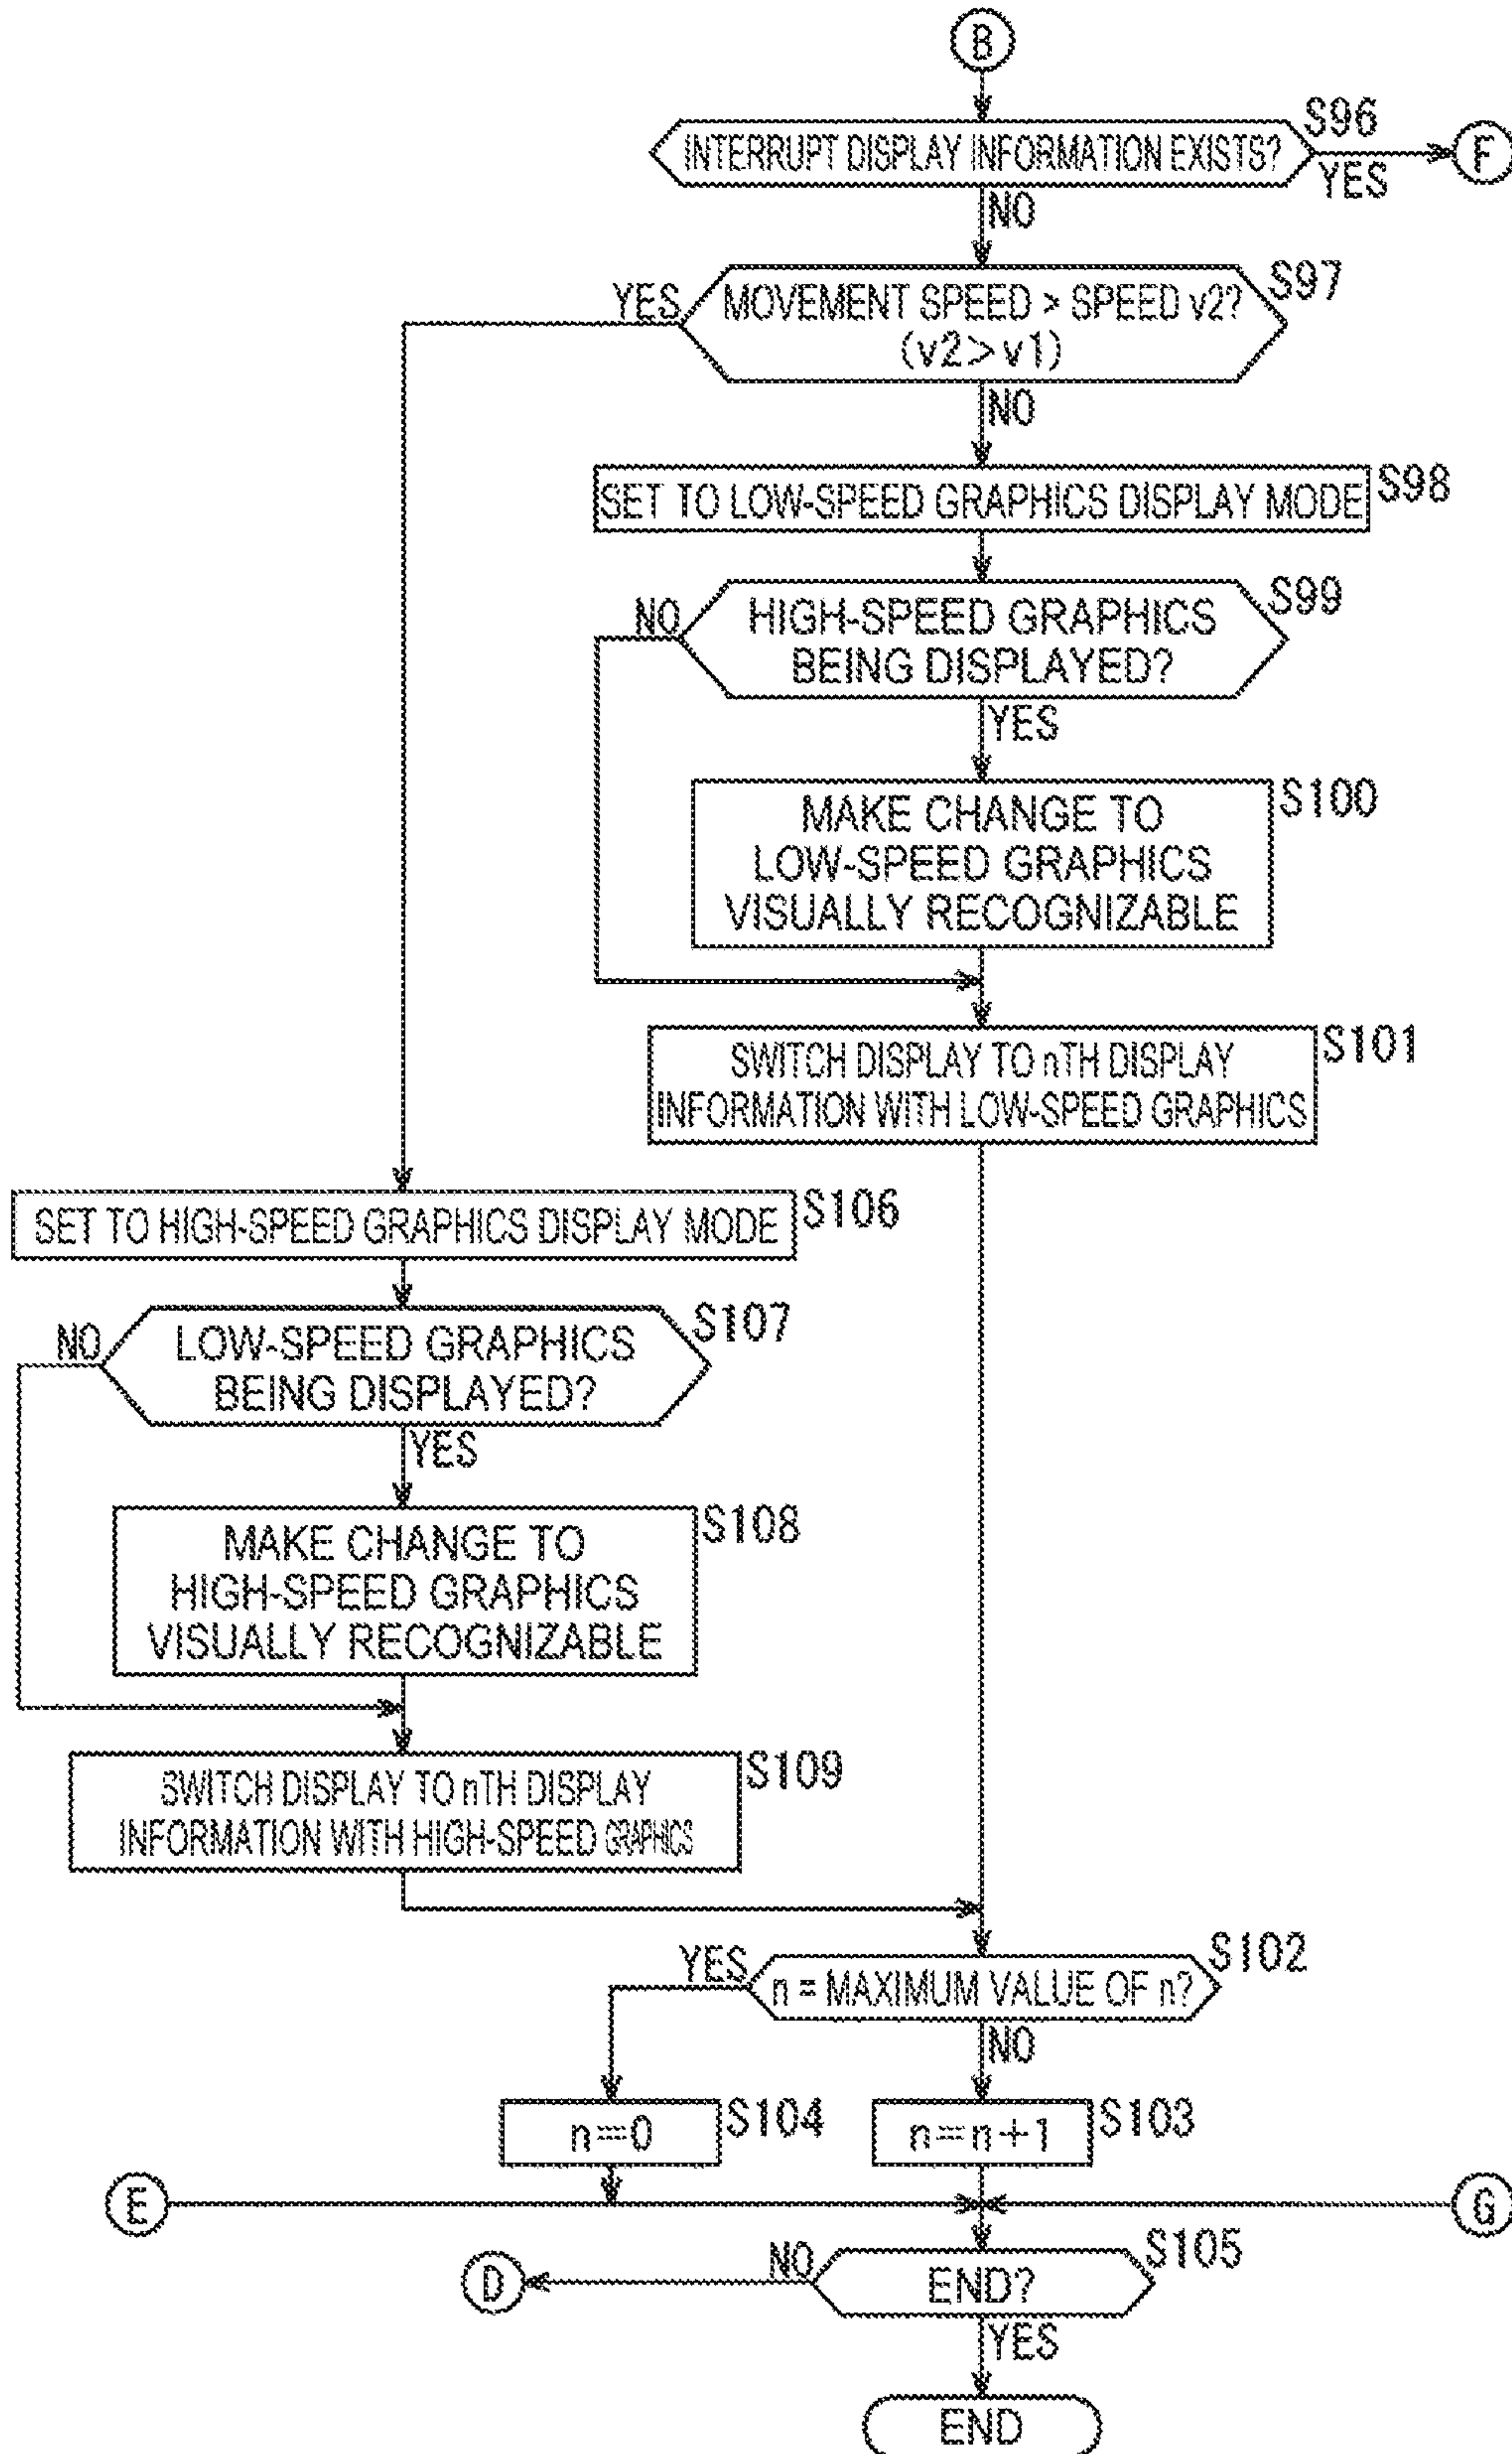 B
S96
INTERRUPT DISPLAY INFORMATION EXISTS?
F
YES
NO
S97
YES
MOVEMENT SPEED > SPEED v2?
(v2>v1)
NO
S98
SET TO LOW-SPEED GRAPHICS DISPLAY MODE
S99
NO
HIGH-SPEED GRAPHICS
BEING DISPLAYED?
YES
S100
MAKE CHANGE TO
LOW-SPEED GRAPHICS
VISUALLY RECOGNIZABLE
S101
SWITCH DISPLAY TO nTH DISPLAY
INFORMATION WITH LOW-SPEED GRAPHICS
S106
SET TO HIGH-SPEED GRAPHICS DISPLAY MODE
S107
NO
LOW-SPEED GRAPHICS
BEING DISPLAYED?
YES
S108
MAKE CHANGE TO
HIGH-SPEED GRAPHICS
VISUALLY RECOGNIZABLE
S109
SWITCH DISPLAY TO nTH DISPLAY
INFORMATION WITH HIGH-SPEED GRAPHICS
S102
YES
n = MAXIMUM VALUE OF n?
NO
S104
n=0
S103
n=n+1
E
G
S105
NO
D
END?
YES
END